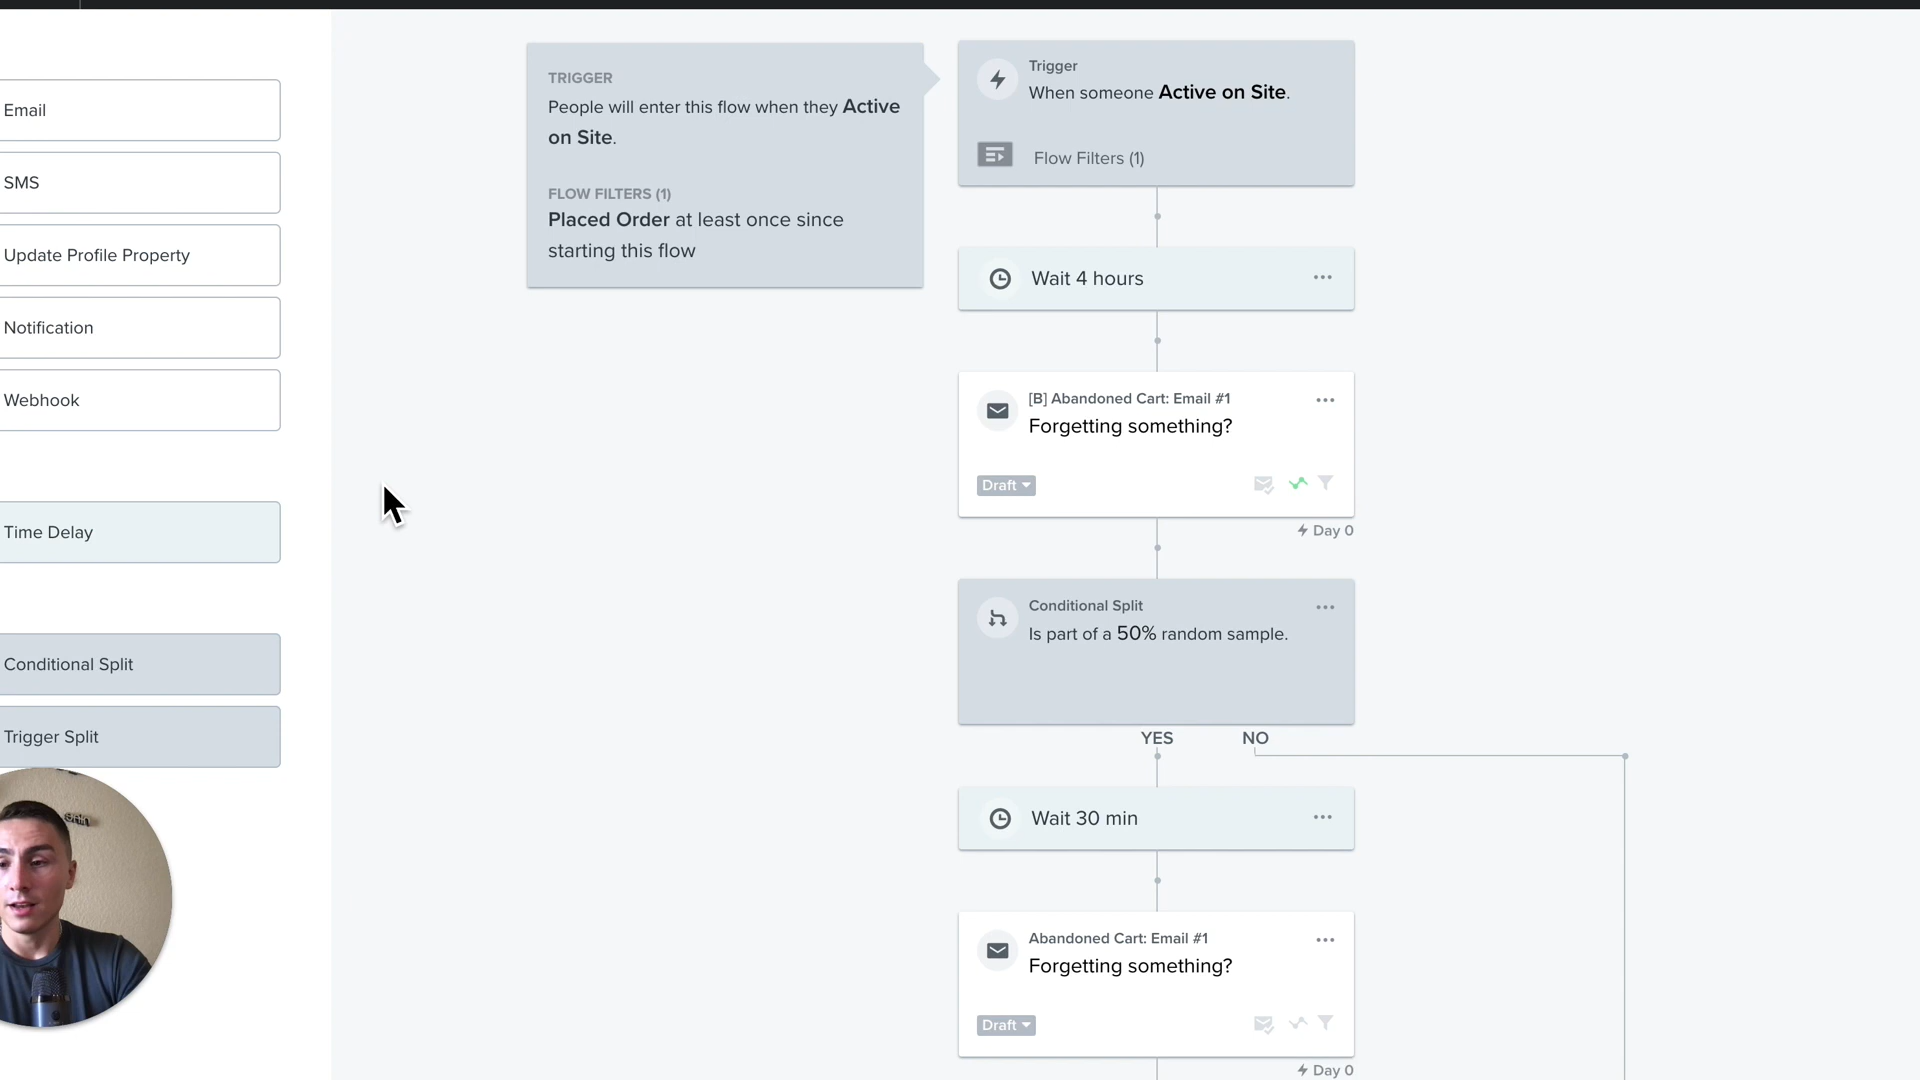 Email
SMS
Update Profile Property
Notification
Webhook
Time Delay
Conditional Split
Trigger Split
TRIGGER
People will enter this flow when they Active
on Site.
FLOW FILTERS (1)
Placed Order at least once since
starting this flow
Trigger
When someone Active on Site.
Flow Filters (1)
Wait 4 hours
[B] Abandoned Cart: Email #1
Forgetting something?
Draft
Day 0
Conditional Split
Is part of a 50% random sample.
YES NO
Wait 30 min
Abandoned Cart: Email #1
Forgetting something?
Draft
Day 0